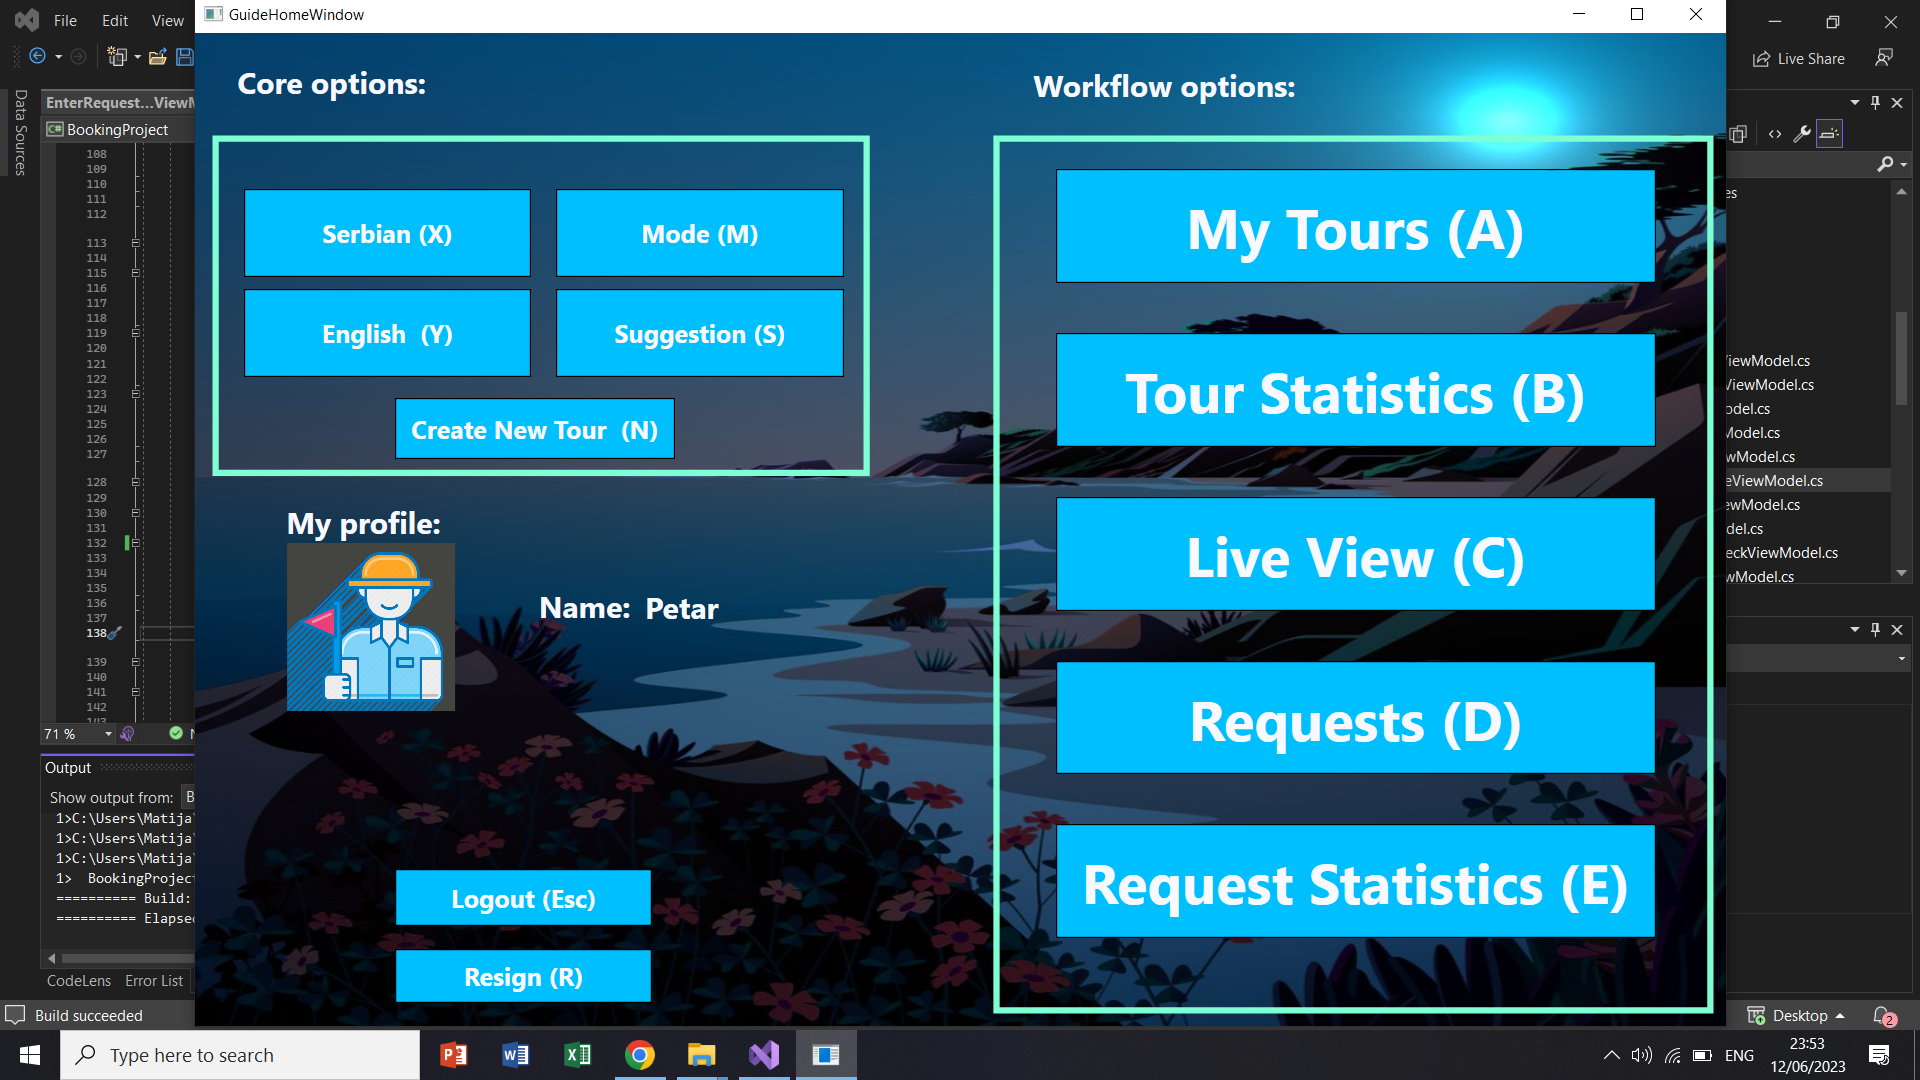 File Edit View
GuideHomeWindow
Live Share
Data Sources
EnterRequest...ViewM
C# BookingProject
108
109
110
111
112
113
114
115
116
117
118
119
120
121
122
123
124
125
126
127
128
129
130
131
132
133
134
135
136
137
138
139
140
141
142
143
71 %
Core options:
Serbian (X)
Mode (M)
English (Y)
Suggestion (S)
Create New Tour (N)
My profile:
Name: Petar
Logout (Esc)
Resign (R)
Workflow options:
My Tours (A)
Tour Statistics (B)
Live View (C)
Requests (D)
Request Statistics (E)
es
iewModel.cs
ViewModel.cs
odel.cs
Model.cs
wModel.cs
eViewModel.cs
ewModel.cs
del.cs
eckViewModel.cs
wModel.cs
Output
Show output from: B
1>C:\Users\Matija\
1>C:\Users\Matija\
1>C:\Users\Matija\
1> BookingProject
========== Build:
========== Elapsed
CodeLens Error List
Build succeeded
Desktop
2
Type here to search
ENG
23:53
12/06/2023